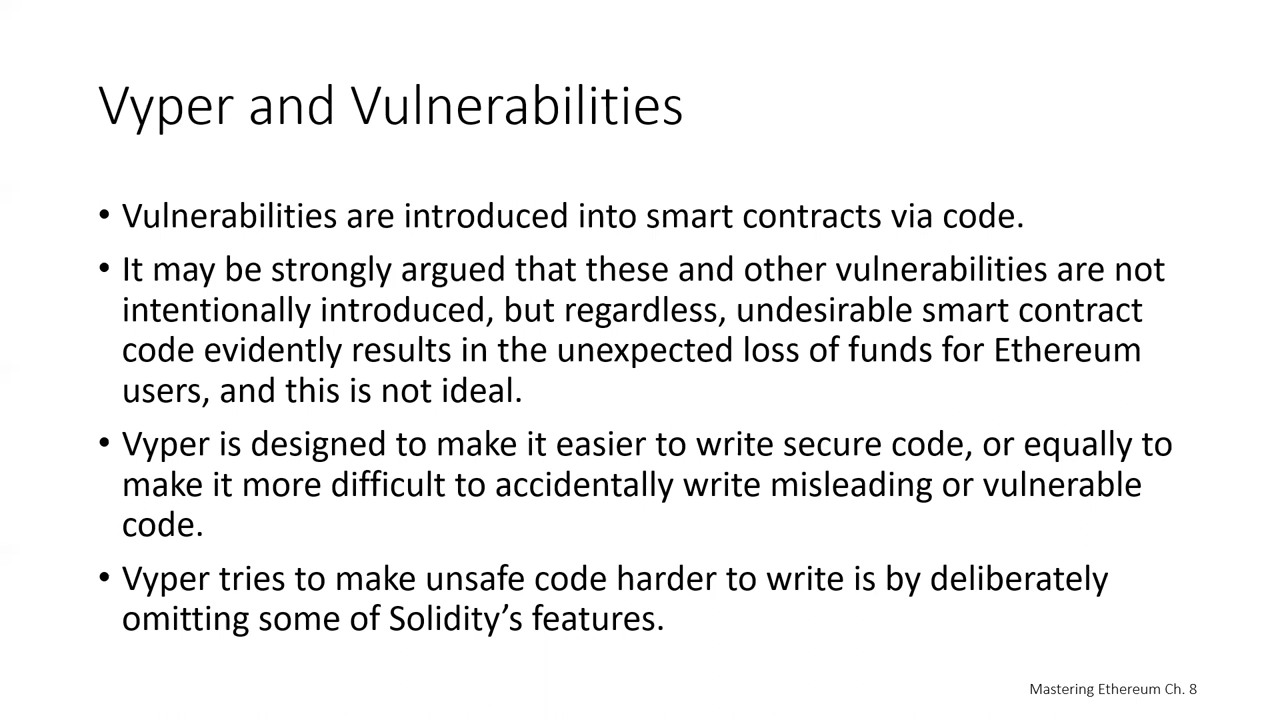 Vyper and Vulnerabilities
• Vulnerabilities are introduced into smart contracts via code.
• It may be strongly argued that these and other vulnerabilities are not
intentionally introduced, but regardless, undesirable smart contract
code evidently results in the unexpected loss of funds for Ethereum
users, and this is not ideal.
• Vyper is designed to make it easier to write secure code, or equally to
make it more difficult to accidentally write misleading or vulnerable
code.
• Vyper tries to make unsafe code harder to write is by deliberately
omitting some of Solidity’s features.
Mastering Ethereum Ch. 8